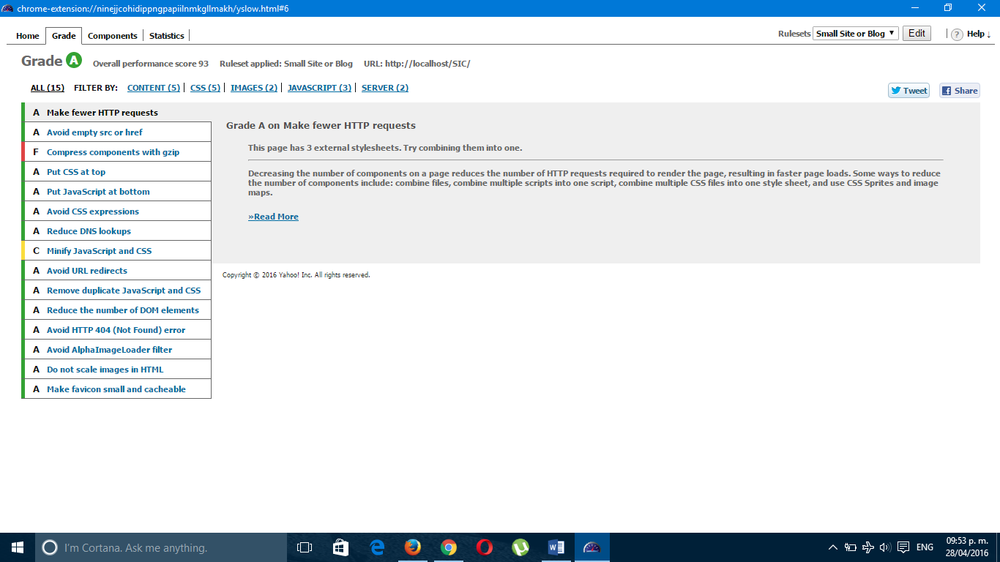 chrome-extension://ninejjcohidippngpapiilnmkgllmakh/yslow.html#6
Home Grade Components Statistics Rulesets Small Site or Blog Edit ? Help ↓
Grade A Overall performance score 93 Ruleset applied: Small Site or Blog URL: http://localhost/SIC/
ALL (15) FILTER BY: CONTENT (5) CSS (5) IMAGES (2) JAVASCRIPT (3) SERVER (2)
Tweet Share
A Make fewer HTTP requests
A Avoid empty src or href
F Compress components with gzip
A Put CSS at top
A Put JavaScript at bottom
A Avoid CSS expressions
A Reduce DNS lookups
C Minify JavaScript and CSS
A Avoid URL redirects
A Remove duplicate JavaScript and CSS
A Reduce the number of DOM elements
A Avoid HTTP 404 (Not Found) error
A Avoid AlphaImageLoader filter
A Do not scale images in HTML
A Make favicon small and cacheable
Grade A on Make fewer HTTP requests
This page has 3 external stylesheets. Try combining them into one.
Decreasing the number of components on a page reduces the number of HTTP requests required to render the page, resulting in faster page loads. Some ways to reduce
the number of components include: combine files, combine multiple scripts into one script, combine multiple CSS files into one style sheet, and use CSS Sprites and image
maps.
»Read More
Copyright © 2016 Yahoo! Inc. All rights reserved.
I'm Cortana. Ask me anything.
ENG
09:53 p. m.
28/04/2016